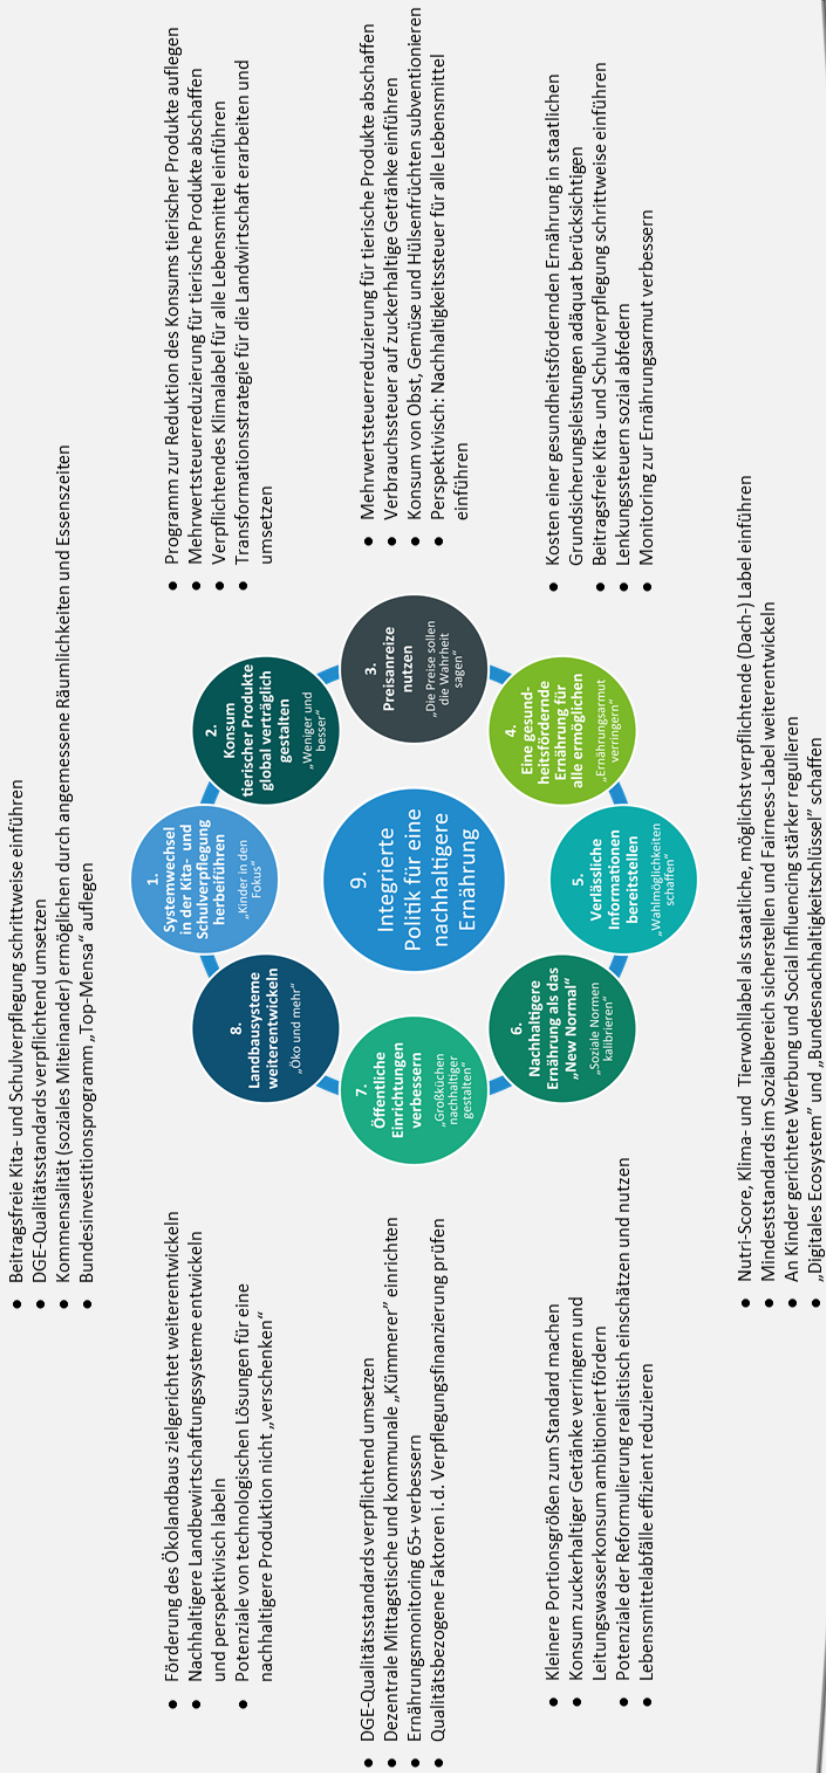 Beitragsfreie Kita- und Schulverpflegung schrittweise einführen
DGE-Qualitätsstandards verpflichtend umsetzen
Kommensalität (soziales Miteinander) ermöglichen durch angemessene Räumlichkeiten und Essenszeiten
Bundesinvestitionsprogramm „Top-Mensa“ auflegen
1.
Systemwechsel
in der Kita- und
Schulverpflegung
herbeiführen
„Kinder in den
Fokus“
2.
Konsum
tierischer Produkte
global verträglich
gestalten
„Weniger und
besser“
Programm zur Reduktion des Konsums tierischer Produkte auflegen
Mehrwertsteuerreduzierung für tierische Produkte abschaffen
Verpflichtendes Klimalabel für alle Lebensmittel einführen
Transformationsstrategie für die Landwirtschaft erarbeiten und
umsetzen
3.
Preisanreize
nutzen
„Die Preise sollen
die Wahrheit
sagen“
Mehrwertsteuerreduzierung für tierische Produkte abschaffen
Verbrauchssteuer auf zuckerhaltige Getränke einführen
Konsum von Obst, Gemüse und Hülsenfrüchten subventionieren
Perspektivisch: Nachhaltigkeitssteuer für alle Lebensmittel
einführen
4.
Eine gesund-
heitsfördernde
Ernährung für
alle ermöglichen
„Ernährungsarmut
verringern“
Kosten einer gesundheitsfördernden Ernährung in staatlichen
Grundsicherungsleistungen adäquat berücksichtigen
Beitragsfreie Kita- und Schulverpflegung schrittweise einführen
Lenkungssteuern sozial abfedern
Monitoring zur Ernährungsarmut verbessern
5.
Verlässliche
Informationen
bereitstellen
„Wahlmöglichkeiten
schaffen“
Nutri-Score, Klima- und Tierwohllabel als staatliche, möglichst verpflichtende (Dach-) Label einführen
Mindeststandards im Sozialbereich sicherstellen und Fairness-Label weiterentwickeln
An Kinder gerichtete Werbung und Social Influencing stärker regulieren
„Digitales Ecosystem“ und „Bundesnachhaltigkeitschlüssel“ schaffen
6.
Nachhaltigere
Ernährung als das
„New Normal“
„Soziale Normen
kalibrieren“
Kleinere Portionsgrößen zum Standard machen
Konsum zuckerhaltiger Getränke verringern und
Leitungswasserkonsum ambitioniert fördern
Potenziale der Reformulierung realistisch einschätzen und nutzen
Lebensmittelabfälle effizient reduzieren
7.
Öffentliche
Einrichtungen
verbessern
„Großküchen
nachhaltiger
gestalten“
DGE-Qualitätsstandards verpflichtend umsetzen
Dezentrale Mittagstische und kommunale „Kümmerer“ einrichten
Ernährungsmonitoring 65+ verbessern
Qualitätsbezogene Faktoren i. d. Verpflegungsfinanzierung prüfen
8.
Landbausysteme
weiterentwickeln
„Öko und mehr“
Förderung des Ökolandbaus zielgerichtet weiterentwickeln
Nachhaltigere Landbewirtschaftungssysteme entwickeln
und perspektivisch labeln
Potenziale von technologischen Lösungen für eine
nachhaltigere Produktion nicht „verschenken“
9.
Integrierte
Politik für eine
nachhaltigere
Ernährung